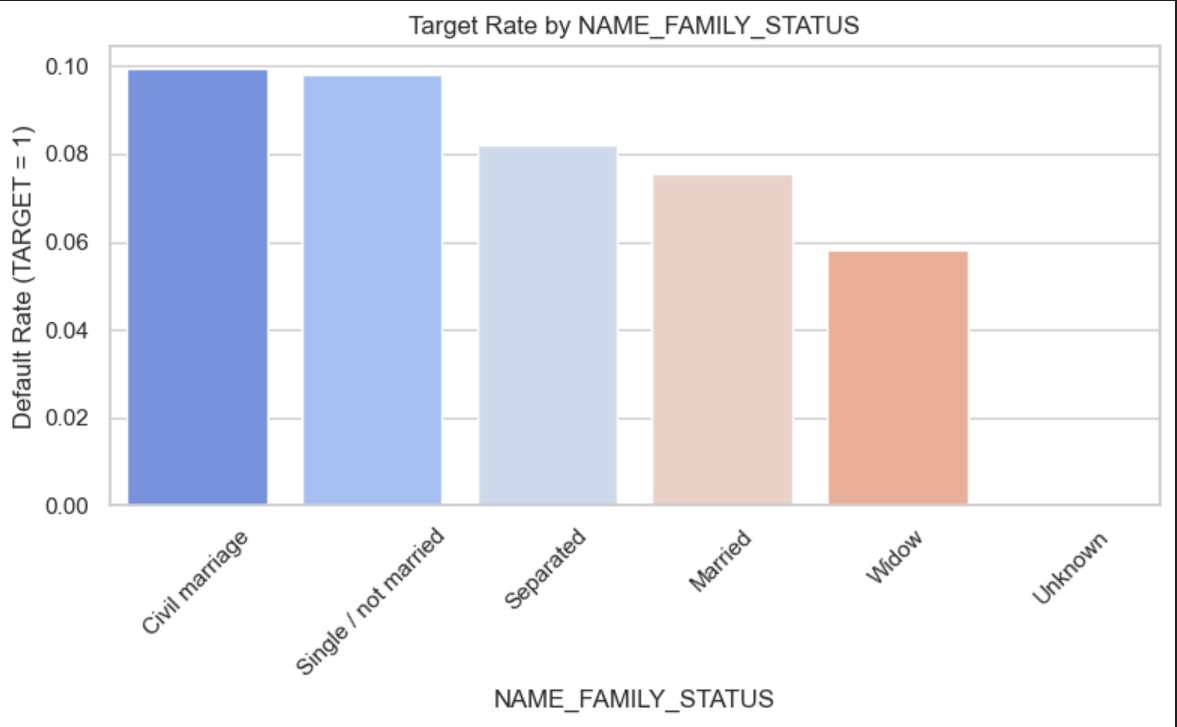 Target Rate by NAME_FAMILY_STATUS
Default Rate (TARGET = 1)
0.10
0.08
0.06
0.04
0.02
0.00
Civil marriage
Single / not married
Separated
Married
Widow
Unknown
NAME_FAMILY_STATUS